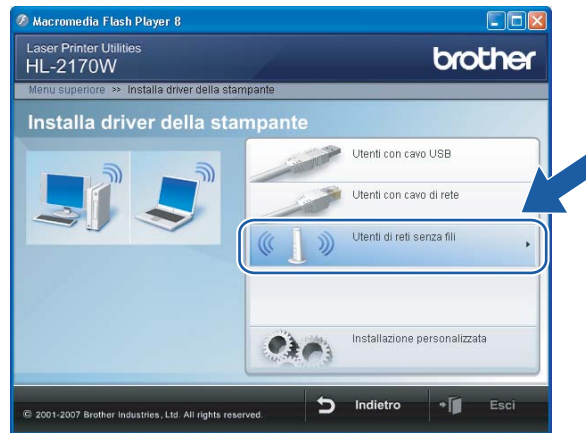 Macromedia Flash Player 8
Laser Printer Utilities
HL-2170W
brother
Menu superiore >> Installa driver della stampante
Installa driver della stampante
Utenti con cavo USB
Utenti con cavo di rete
Utenti di reti senza fili
Installazione personalizzata
© 2001-2007 Brother Industries, Ltd. All rights reserved.
Indietro
Esci